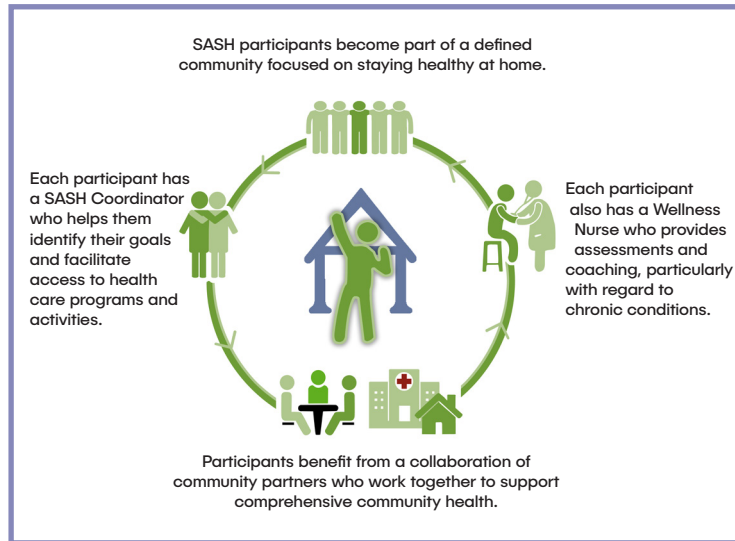 SASH participants become part of a defined
community focused on staying healthy at home.
Each participant has
a SASH Coordinator
who helps them
identify their goals
and facilitate
access to health
care programs and
activities.
Each participant
also has a Wellness
Nurse who provides
assessments and
coaching, particularly
with regard to
chronic conditions.
Participants benefit from a collaboration of
community partners who work together to support
comprehensive community health.